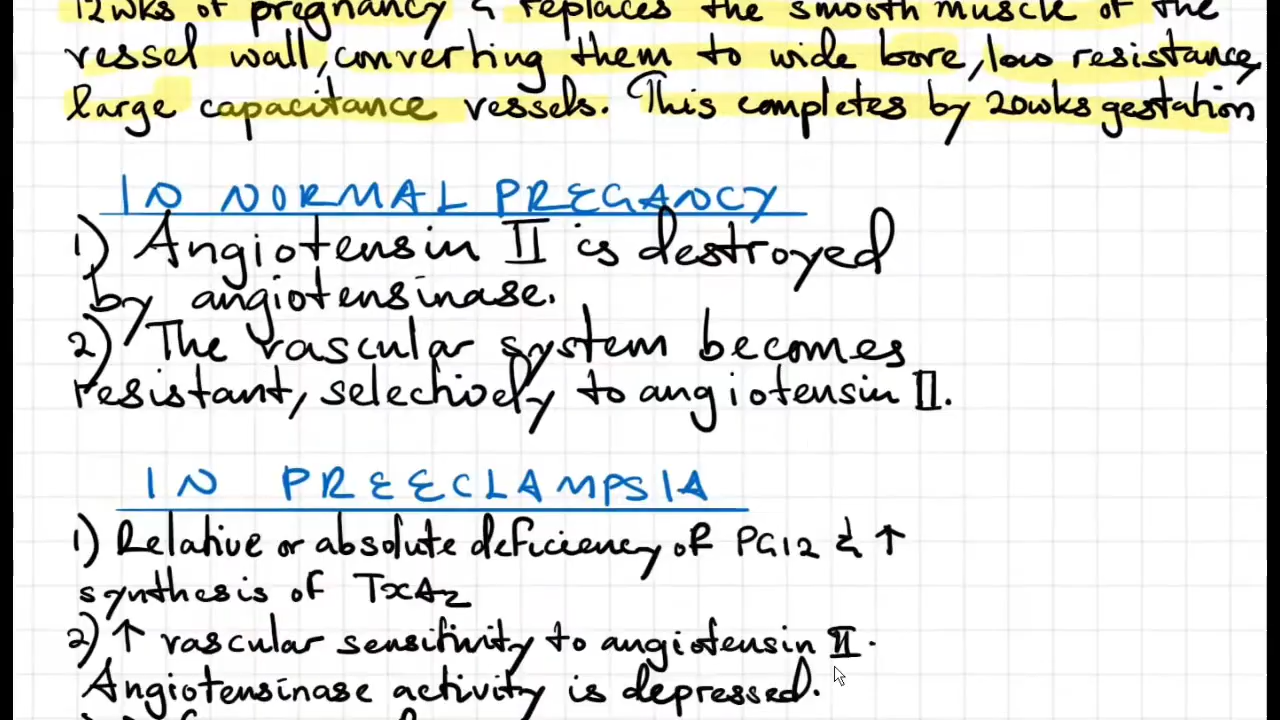 12wks of pregnancy & replaces the smooth muscle of the
vessel wall, converting them to wide bore, low resistance,
large capacitance vessels. This completes by 20wks gestation
IN NORMAL PREGANCY
1) Angiotensin II is destroyed
by angiotensinase.
2) The vascular system becomes
resistant, selectively to angiotensin II.
IN PREECLAMPSIA
1) Relative or absolute deficiency of PGI2 & ↑
synthesis of TxA2
2) ↑ vascular sensitivity to angiotensin II.
Angiotensinase activity is depressed.